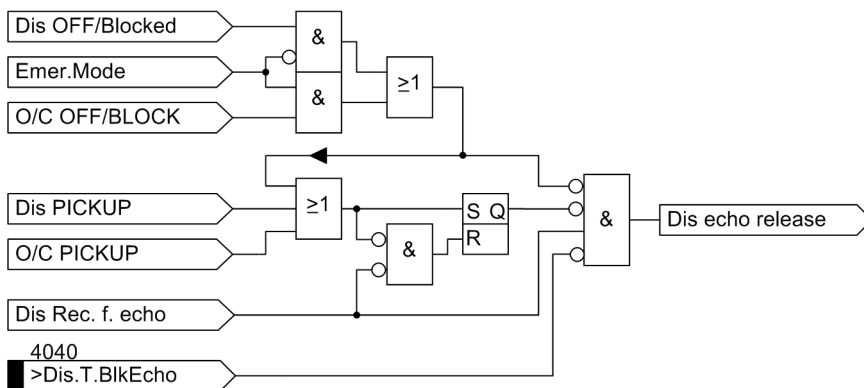 Dis OFF/Blocked
&
Emer.Mode
≥1
&
O/C OFF/BLOCK
Dis PICKUP
≥1
S Q
R
&
Dis echo release
O/C PICKUP
&
Dis Rec. f. echo
4040
>Dis.T.BlkEcho